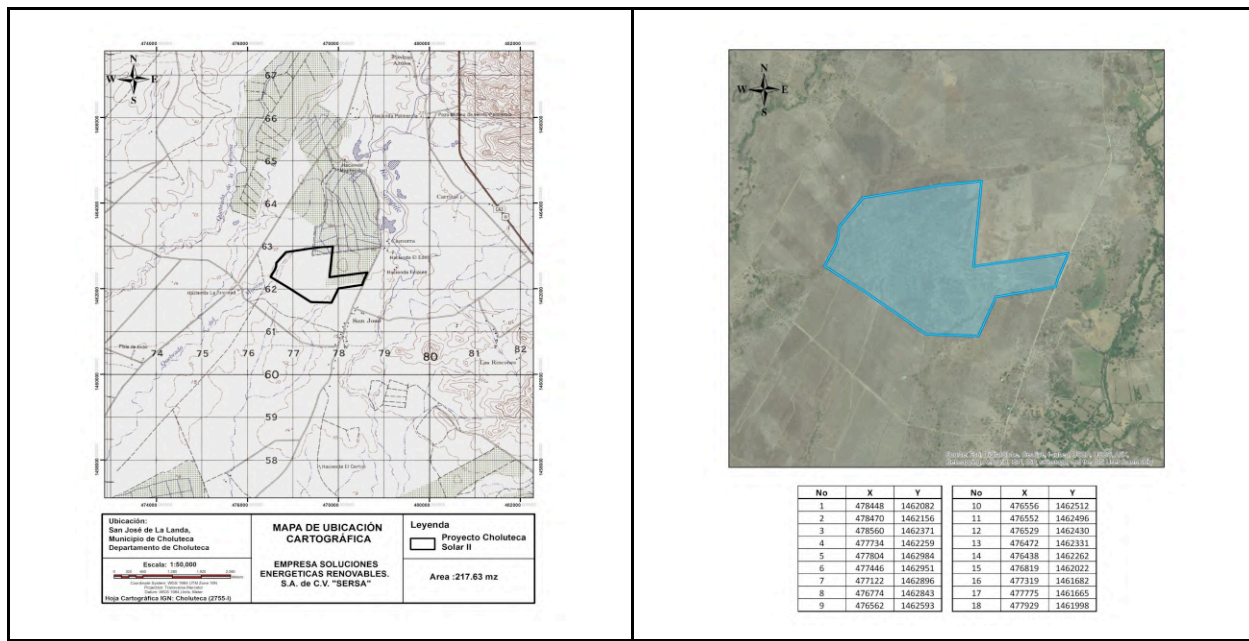 474000 476000 478000 480000 482000
N
W E
S
67
66
65
64
63
62
61
74 75 76 77 78 79 80 81 82
60
59
58
Hacienda El Edén
San José
Las Rincones
Hacienda El Cerrito
Ubicación:
San José de La Landa,
Municipio de Choluteca
Departamento de Choluteca
Escala: 1:50,000
Hoja Cartográfica IGN: Choluteca (2755-I)
MAPA DE UBICACIÓN
CARTOGRÁFICA
EMPRESA SOLUCIONES
ENERGETICAS RENOVABLES.
S.A. de C.V. "SERSA"
Leyenda
Proyecto Choluteca
Solar II
Area :217.63 mz
N
W E
S
No X Y
1 478448 1462082
2 478470 1462156
3 478560 1462371
4 477734 1462259
5 477804 1462984
6 477446 1462951
7 477122 1462896
8 476774 1462843
9 476562 1462593
No X Y
10 476556 1462512
11 476552 1462496
12 476529 1462430
13 476472 1462331
14 476438 1462262
15 476819 1462022
16 477319 1461682
17 477775 1461665
18 477929 1461998